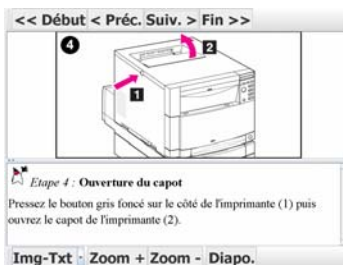 << Début < Préc. Suiv. > Fin >>
4
2
1
Etape 4 : Ouverture du capot
Pressez le bouton gris foncé sur le côté de l'imprimante (1) puis
ouvrez le capot de l'imprimante (2).
Img-Txt Zoom + Zoom - Diapo.